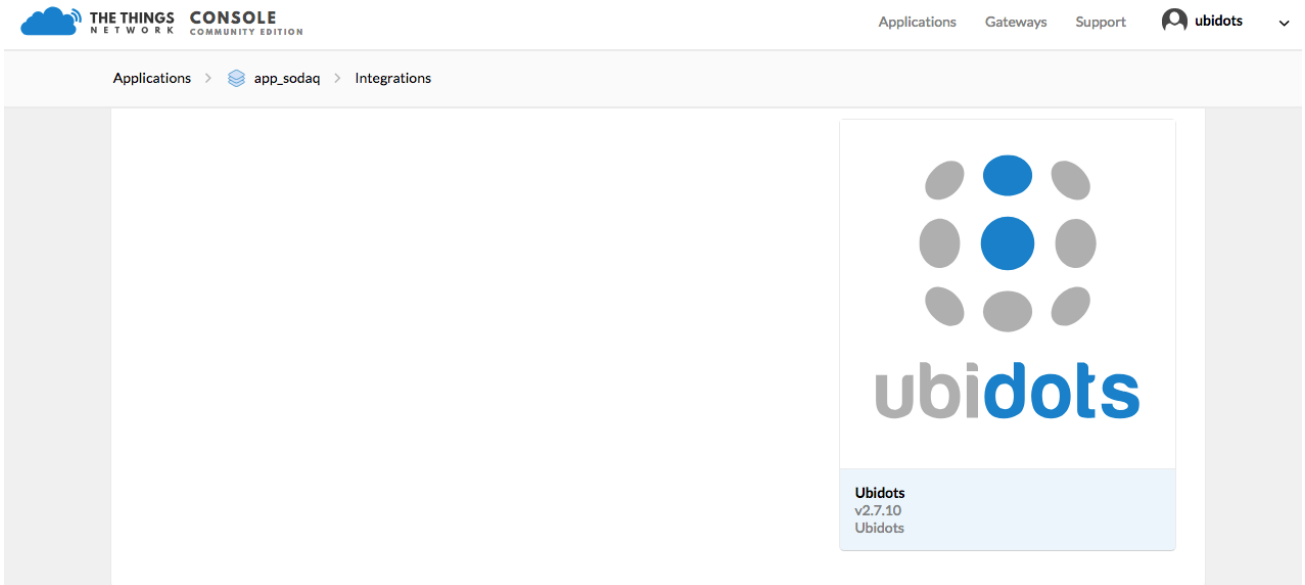 THE THINGS CONSOLE
NETWORK COMMUNITY EDITION
Applications Gateways Support ubidots
Applications > app_sodaq > Integrations
ubidots
Ubidots
v2.7.10
Ubidots